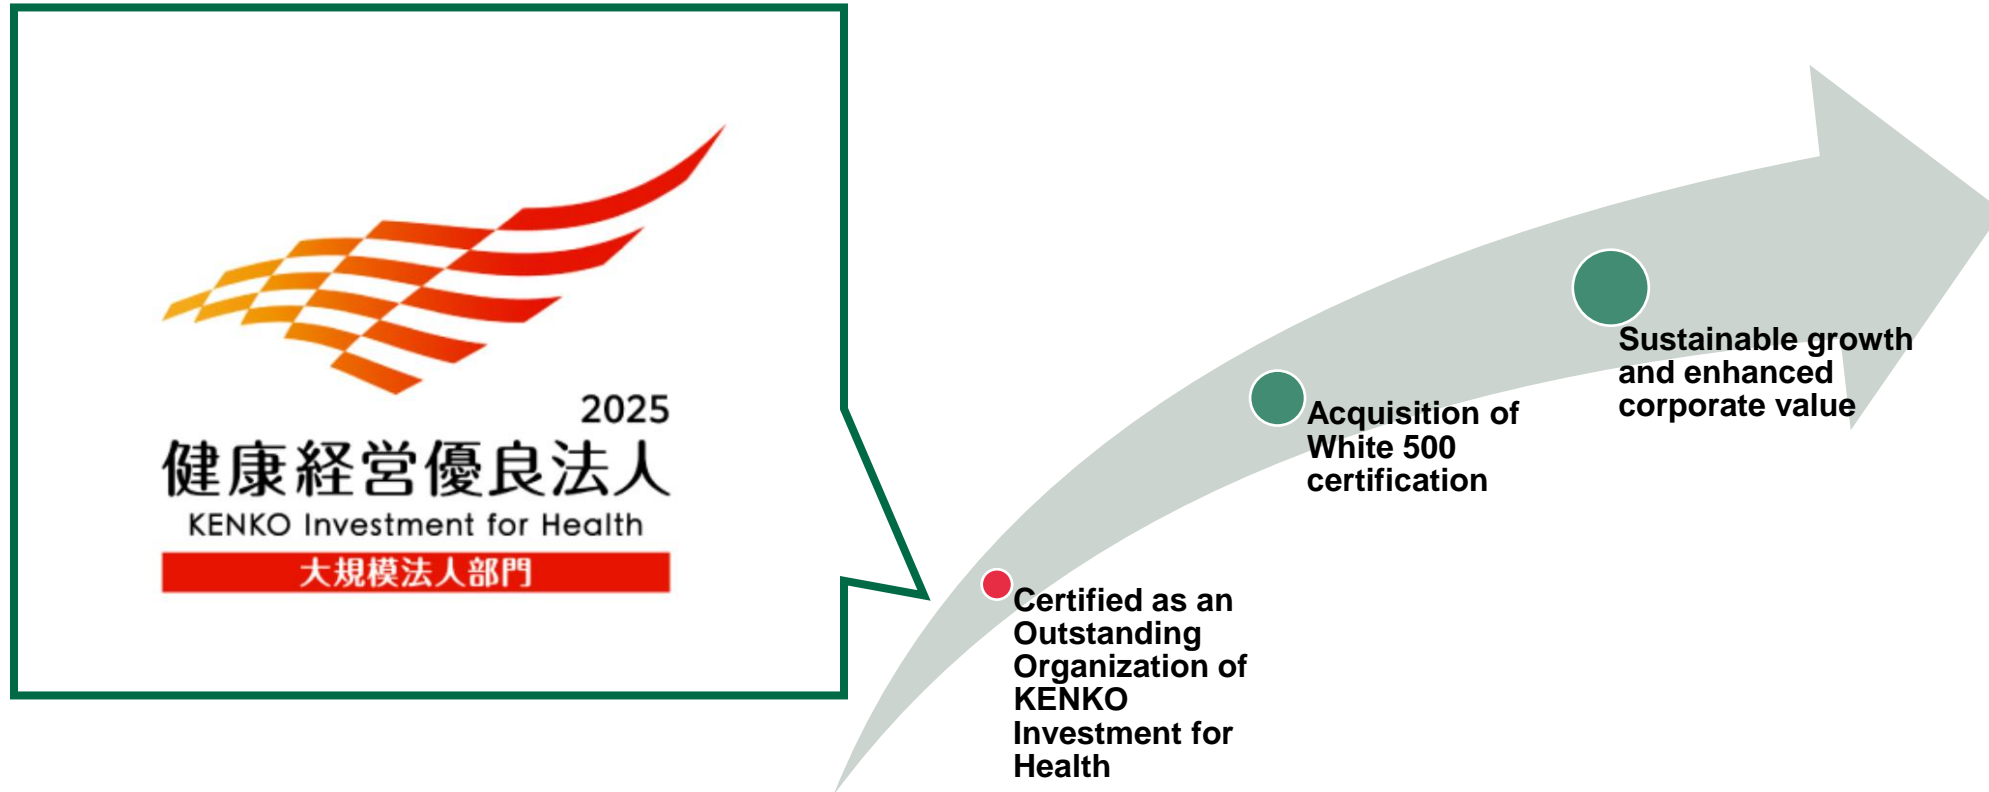 2025
健康経営優良法人
KENKO Investment for Health
大規模法人部門
Certified as an
Outstanding
Organization of
KENKO
Investment for
Health
Acquisition of
White 500
certification
Sustainable growth
and enhanced
corporate value